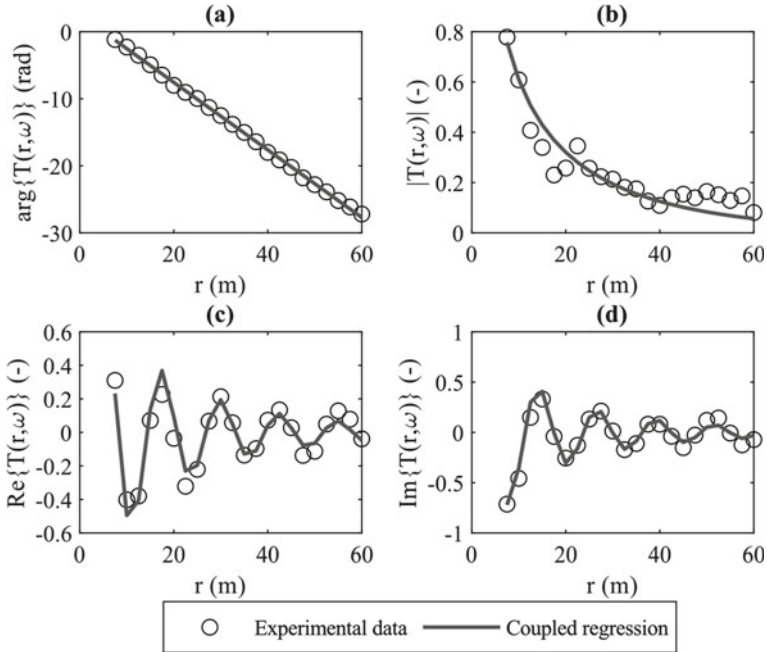 (a)
0
-10
-20
-30
arg{T(r,ω)} (rad)
0 20 40 60
r (m)
(b)
0.8
0.6
0.4
0.2
0
|T(r,ω)| (-)
0 20 40 60
r (m)
(c)
0.6
0.4
0.2
0
-0.2
-0.4
-0.6
Re{T(r,ω)} (-)
0 20 40 60
r (m)
(d)
1
0.5
0
-0.5
-1
Im{T(r,ω)} (-)
0 20 40 60
r (m)
Experimental data Coupled regression